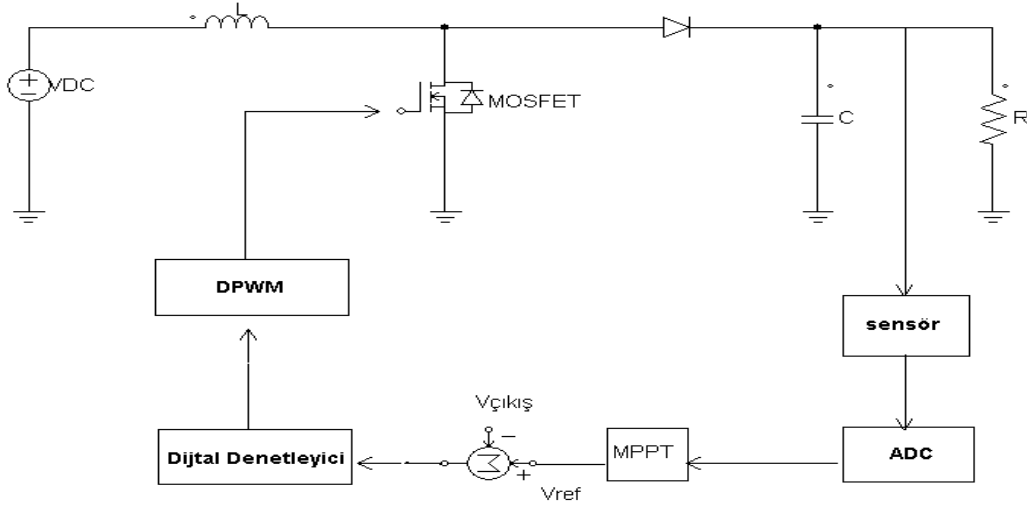 L
VDC
MOSFET
C
R
DPWM
sensör
Vçıkış
Dijtal Denetleyici
MPPT
ADC
Vref